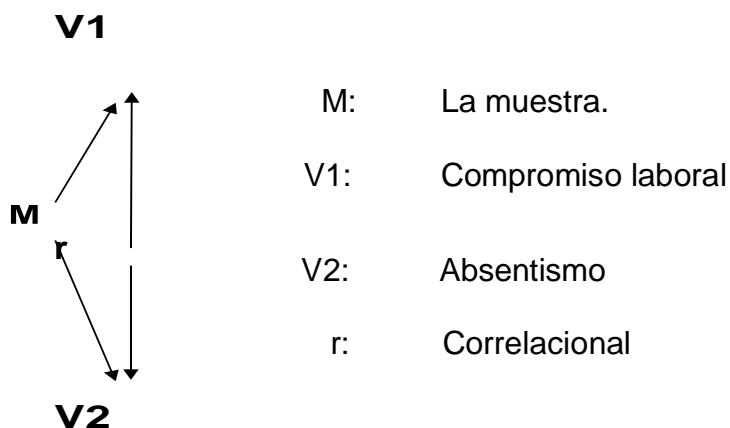 V1
M: La muestra.
V1: Compromiso laboral
M
r
V2: Absentismo
r: Correlacional
V2